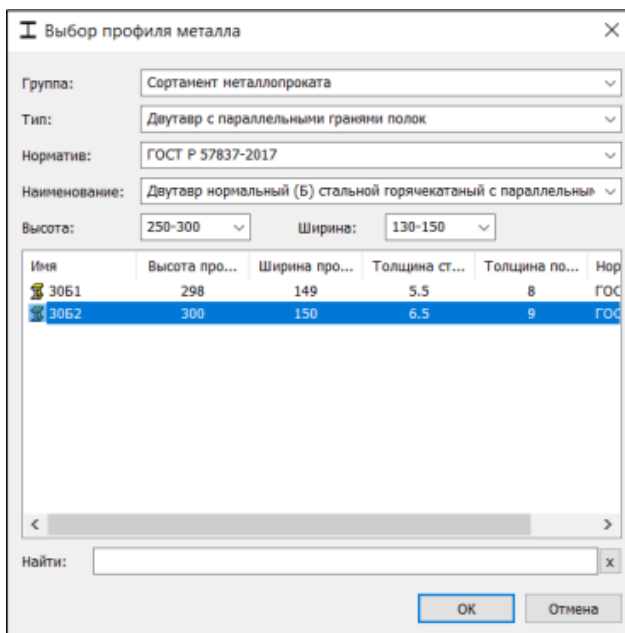 Выбор профиля металла
Группа: Сортамент металлопроката
Тип: Двутавр с параллельными гранями полок
Норматив: ГОСТ Р 57837-2017
Наименование: Двутавр нормальный (Б) стальной горячекатаный с параллельны
Высота: 250-300 Ширина: 130-150
Имя Высота про... Ширина про... Толщина ст... Толщина по... Нор
30Б1 298 149 5.5 8 ГОС
30Б2 300 150 6.5 9 ГОС
Найти: x
ОК Отмена